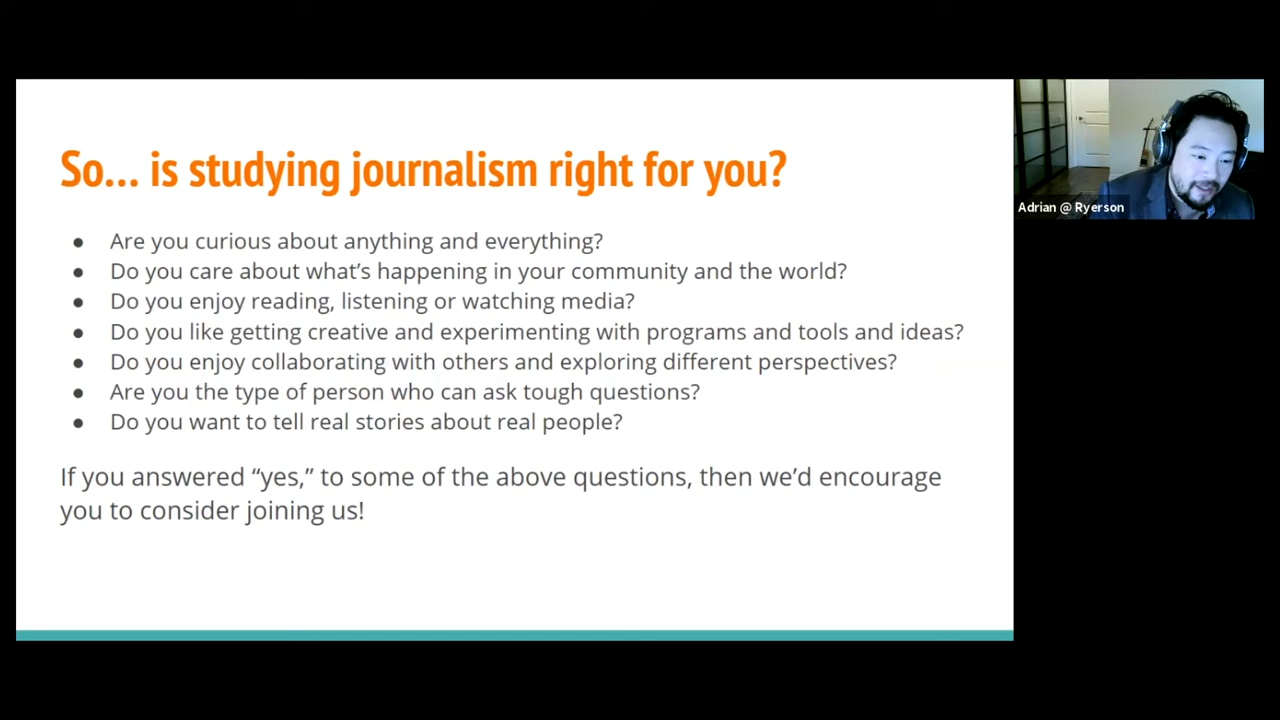 So... is studying journalism right for you?
● Are you curious about anything and everything?
● Do you care about what's happening in your community and the world?
● Do you enjoy reading, listening or watching media?
● Do you like getting creative and experimenting with programs and tools and ideas?
● Do you enjoy collaborating with others and exploring different perspectives?
● Are you the type of person who can ask tough questions?
● Do you want to tell real stories about real people?
If you answered “yes,” to some of the above questions, then we’d encourage
you to consider joining us!
Adrian @ Ryerson